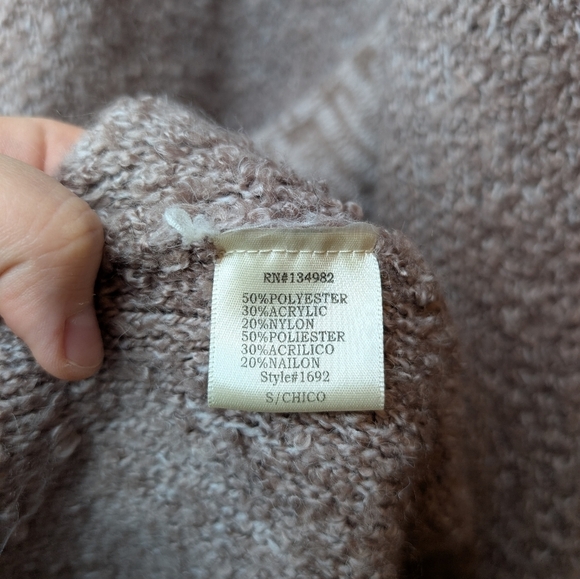 RN#134982
50%POLYESTER
30%ACRYLIC
20%NYLON
50%POLIESTER
30%ACRILICO
20%NAILON
Style#1692
S/CHICO